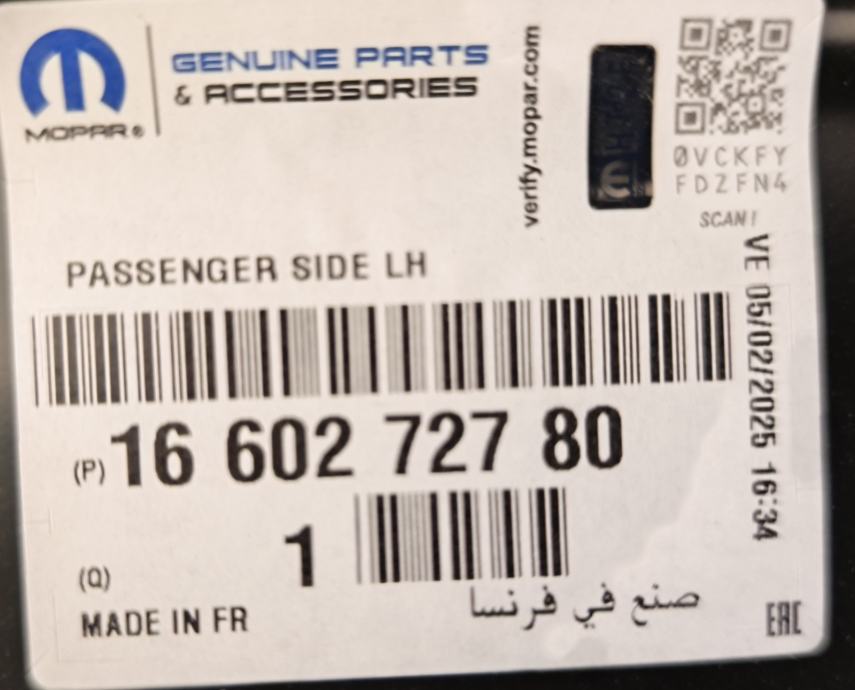 MOPAR®
GENUINE PARTS
& ACCESSORIES
verify.mopar.com
0VCKFY
FDZFN4
SCAN!
PASSENGER SIDE LH
VE 05/02/2025 16:34
(P) 16 602 727 80
(Q) 1
MADE IN FR
صنع في فرنسا
EAC